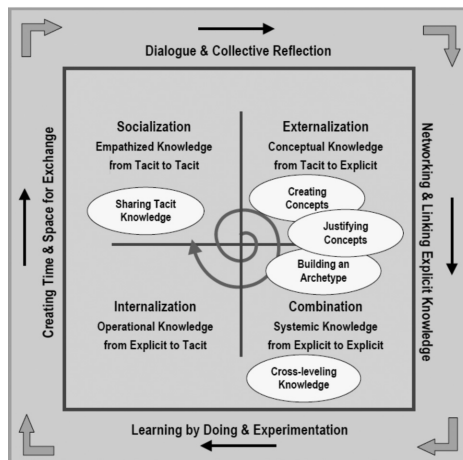 Dialogue & Collective Reflection
Creating Time & Space for Exchange
Socialization
Empathized Knowledge
from Tacit to Tacit
Sharing Tacit
Knowledge
Externalization
Conceptual Knowledge
from Tacit to Explicit
Creating
Concepts
Justifying
Concepts
Building an
Archetype
Internalization
Operational Knowledge
from Explicit to Tacit
Combination
Systemic Knowledge
from Explicit to Explicit
Cross-leveling
Knowledge
Networking & Linking Explicit Knowledge
Learning by Doing & Experimentation